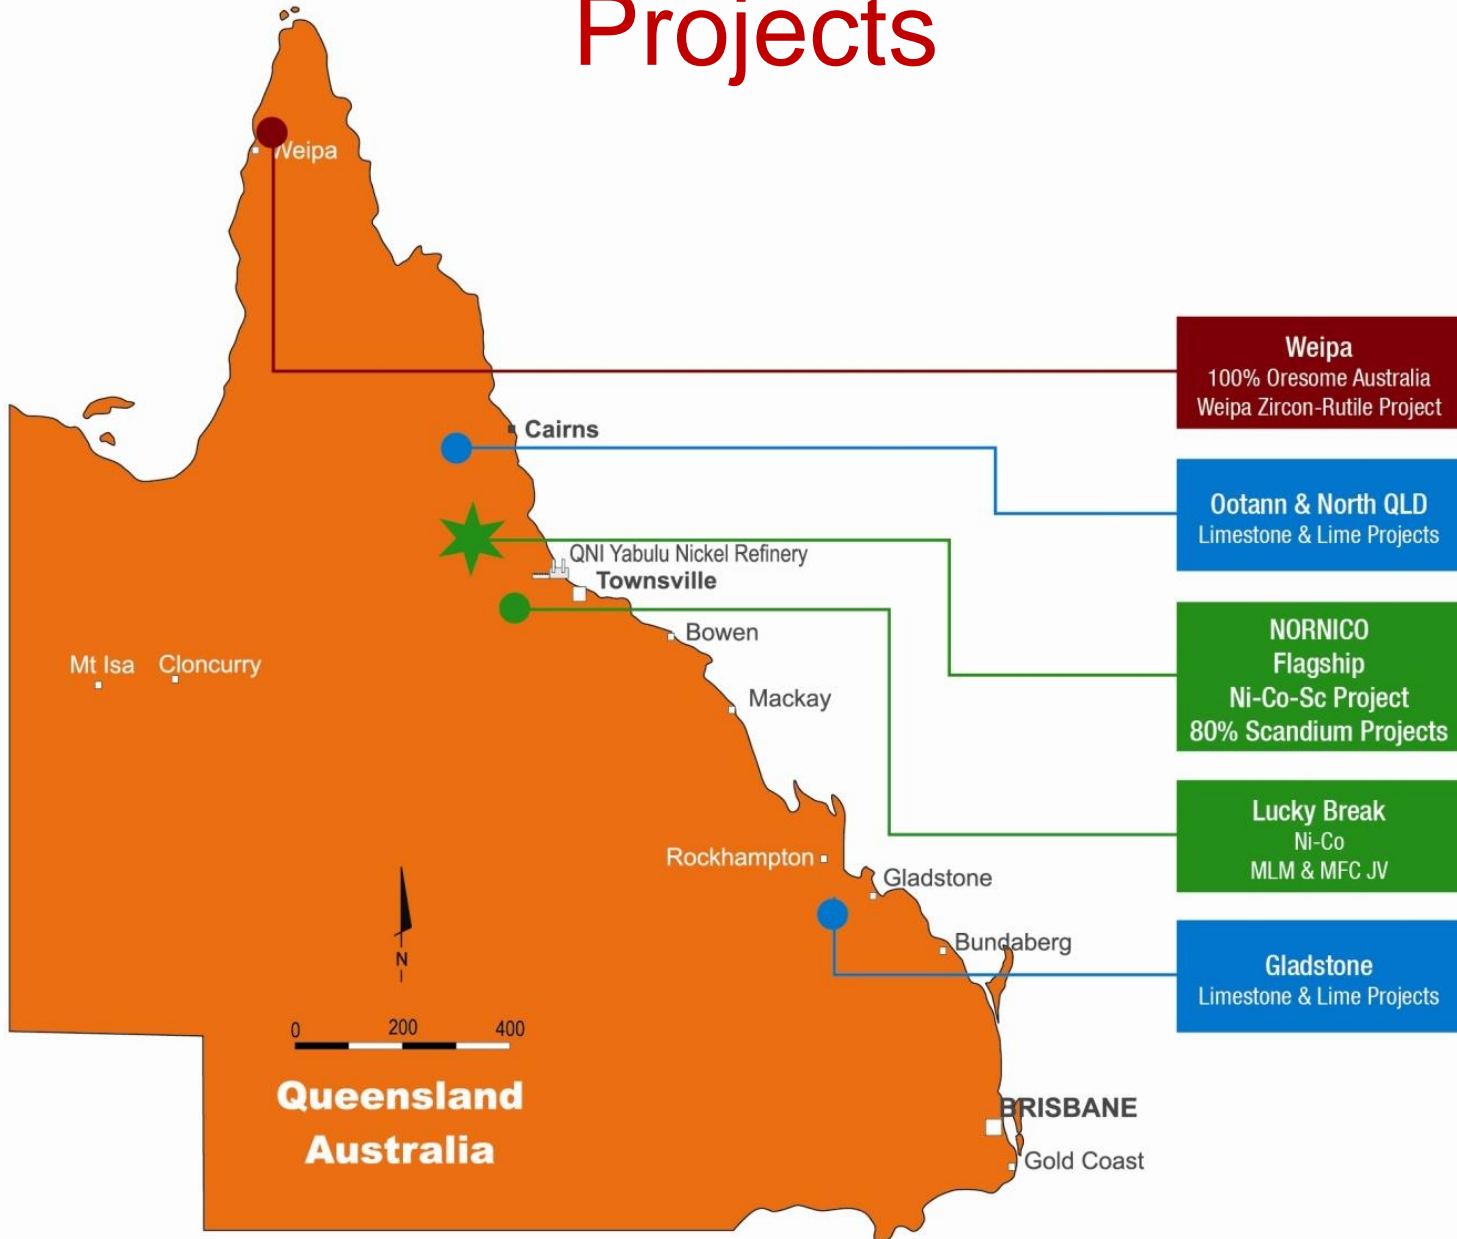 Projects
Weipa
Weipa
100% Oresome Australia
Weipa Zircon-Rutile Project
Cairns
Ootann & North QLD
Limestone & Lime Projects
QNI Yabulu Nickel Refinery
Townsville
Bowen
NORNICO
Flagship
Ni-Co-Sc Project
80% Scandium Projects
Mt Isa
Cloncurry
Mackay
Lucky Break
Ni-Co
MLM & MFC JV
Rockhampton
Gladstone
Bundaberg
Gladstone
Limestone & Lime Projects
N
0 200 400
Queensland
Australia
BRISBANE
Gold Coast